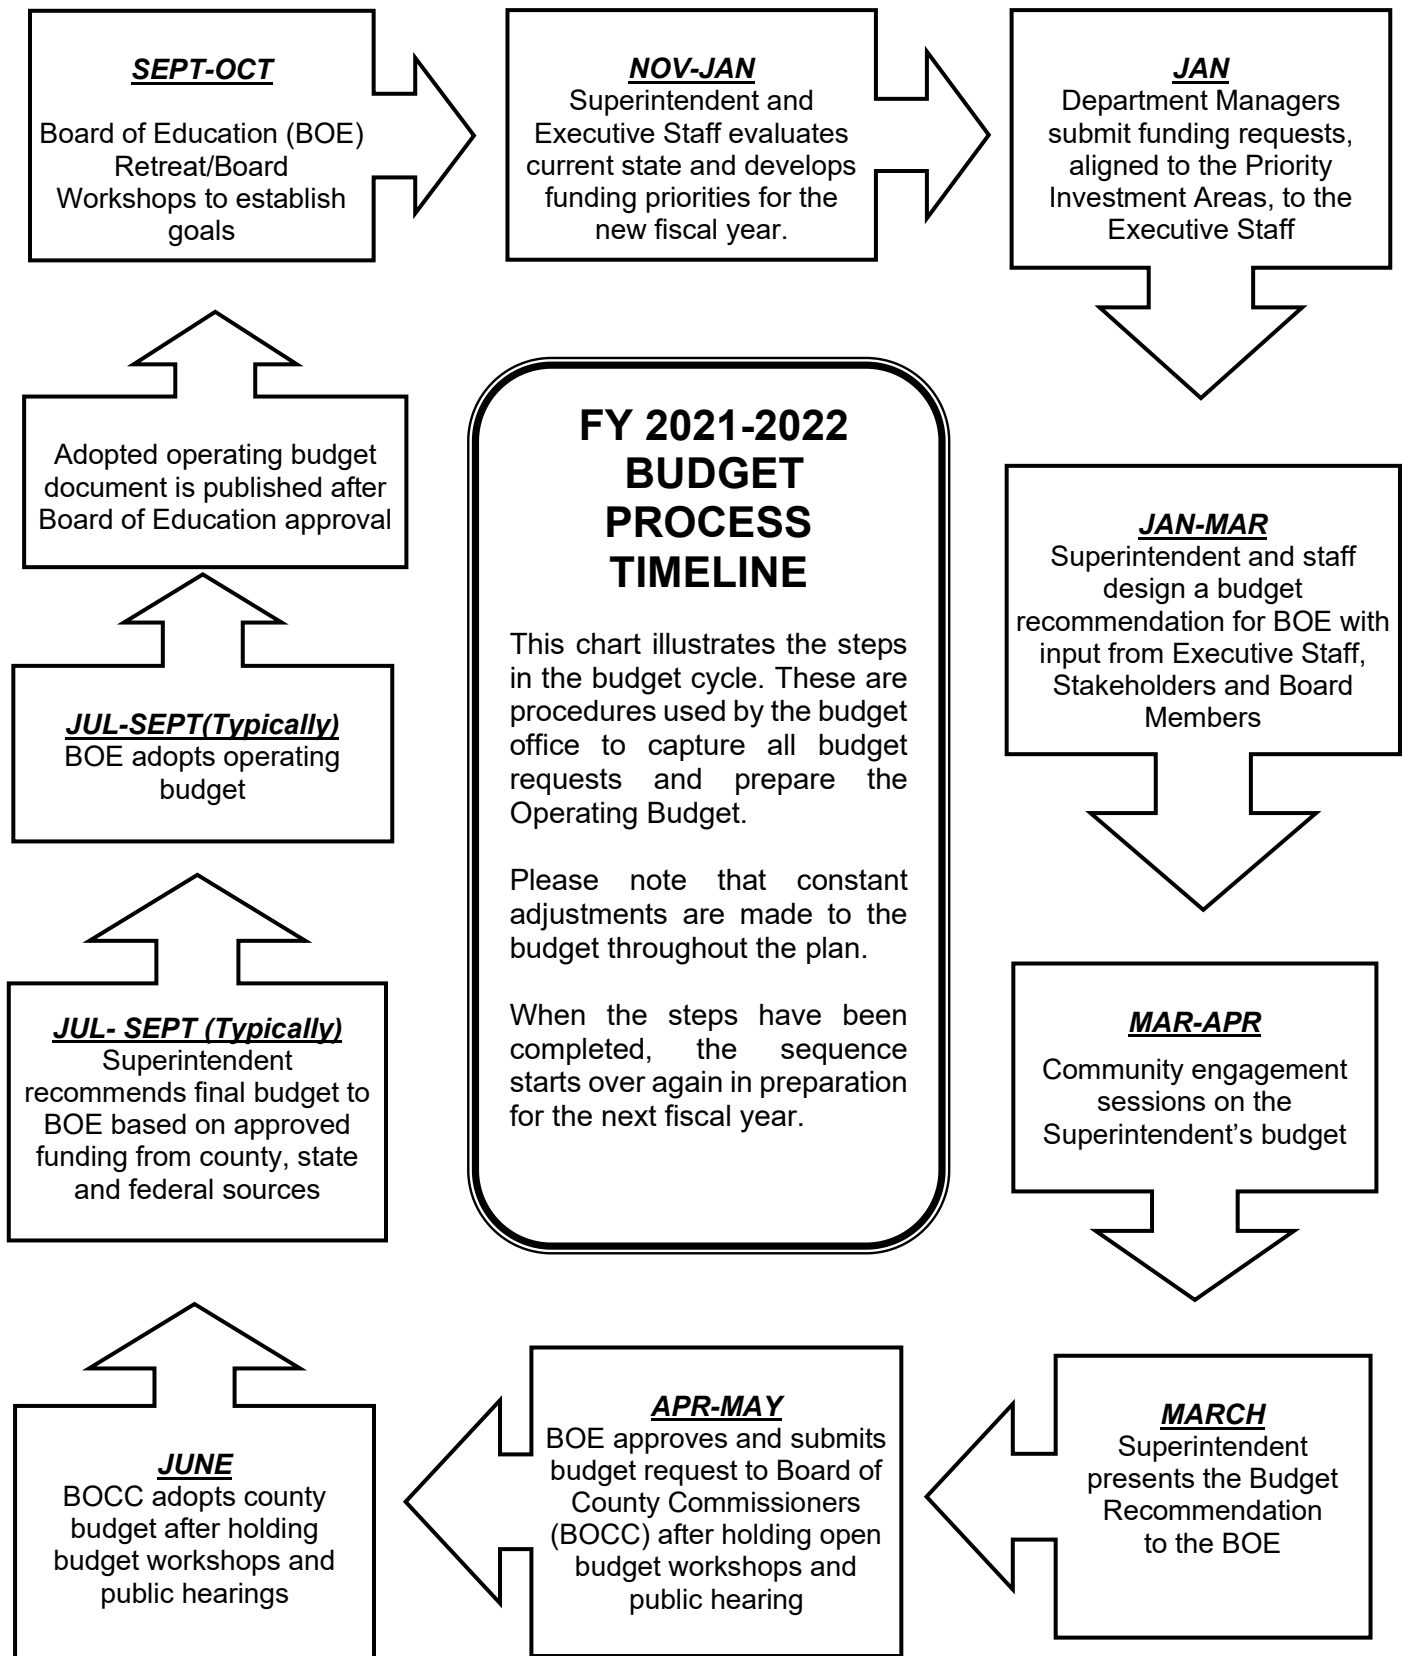 SEPT-OCT
Board of Education (BOE)
Retreat/Board
Workshops to establish
goals
NOV-JAN
Superintendent and
Executive Staff evaluates
current state and develops
funding priorities for the
new fiscal year.
JAN
Department Managers
submit funding requests,
aligned to the Priority
Investment Areas, to the
Executive Staff
JAN-MAR
Superintendent and staff
design a budget
recommendation for BOE with
input from Executive Staff,
Stakeholders and Board
Members
MAR-APR
Community engagement
sessions on the
Superintendent’s budget
MARCH
Superintendent
presents the Budget
Recommendation
to the BOE
APR-MAY
BOE approves and submits
budget request to Board of
County Commissioners
(BOCC) after holding open
budget workshops and
public hearing
JUNE
BOCC adopts county
budget after holding
budget workshops and
public hearings
JUL- SEPT (Typically)
Superintendent
recommends final budget to
BOE based on approved
funding from county, state
and federal sources
JUL-SEPT(Typically)
BOE adopts operating
budget
Adopted operating budget
document is published after
Board of Education approval
FY 2021-2022
BUDGET
PROCESS
TIMELINE
This chart illustrates the steps
in the budget cycle. These are
procedures used by the budget
office to capture all budget
requests and prepare the
Operating Budget.
Please note that constant
adjustments are made to the
budget throughout the plan.
When the steps have been
completed, the sequence
starts over again in preparation
for the next fiscal year.